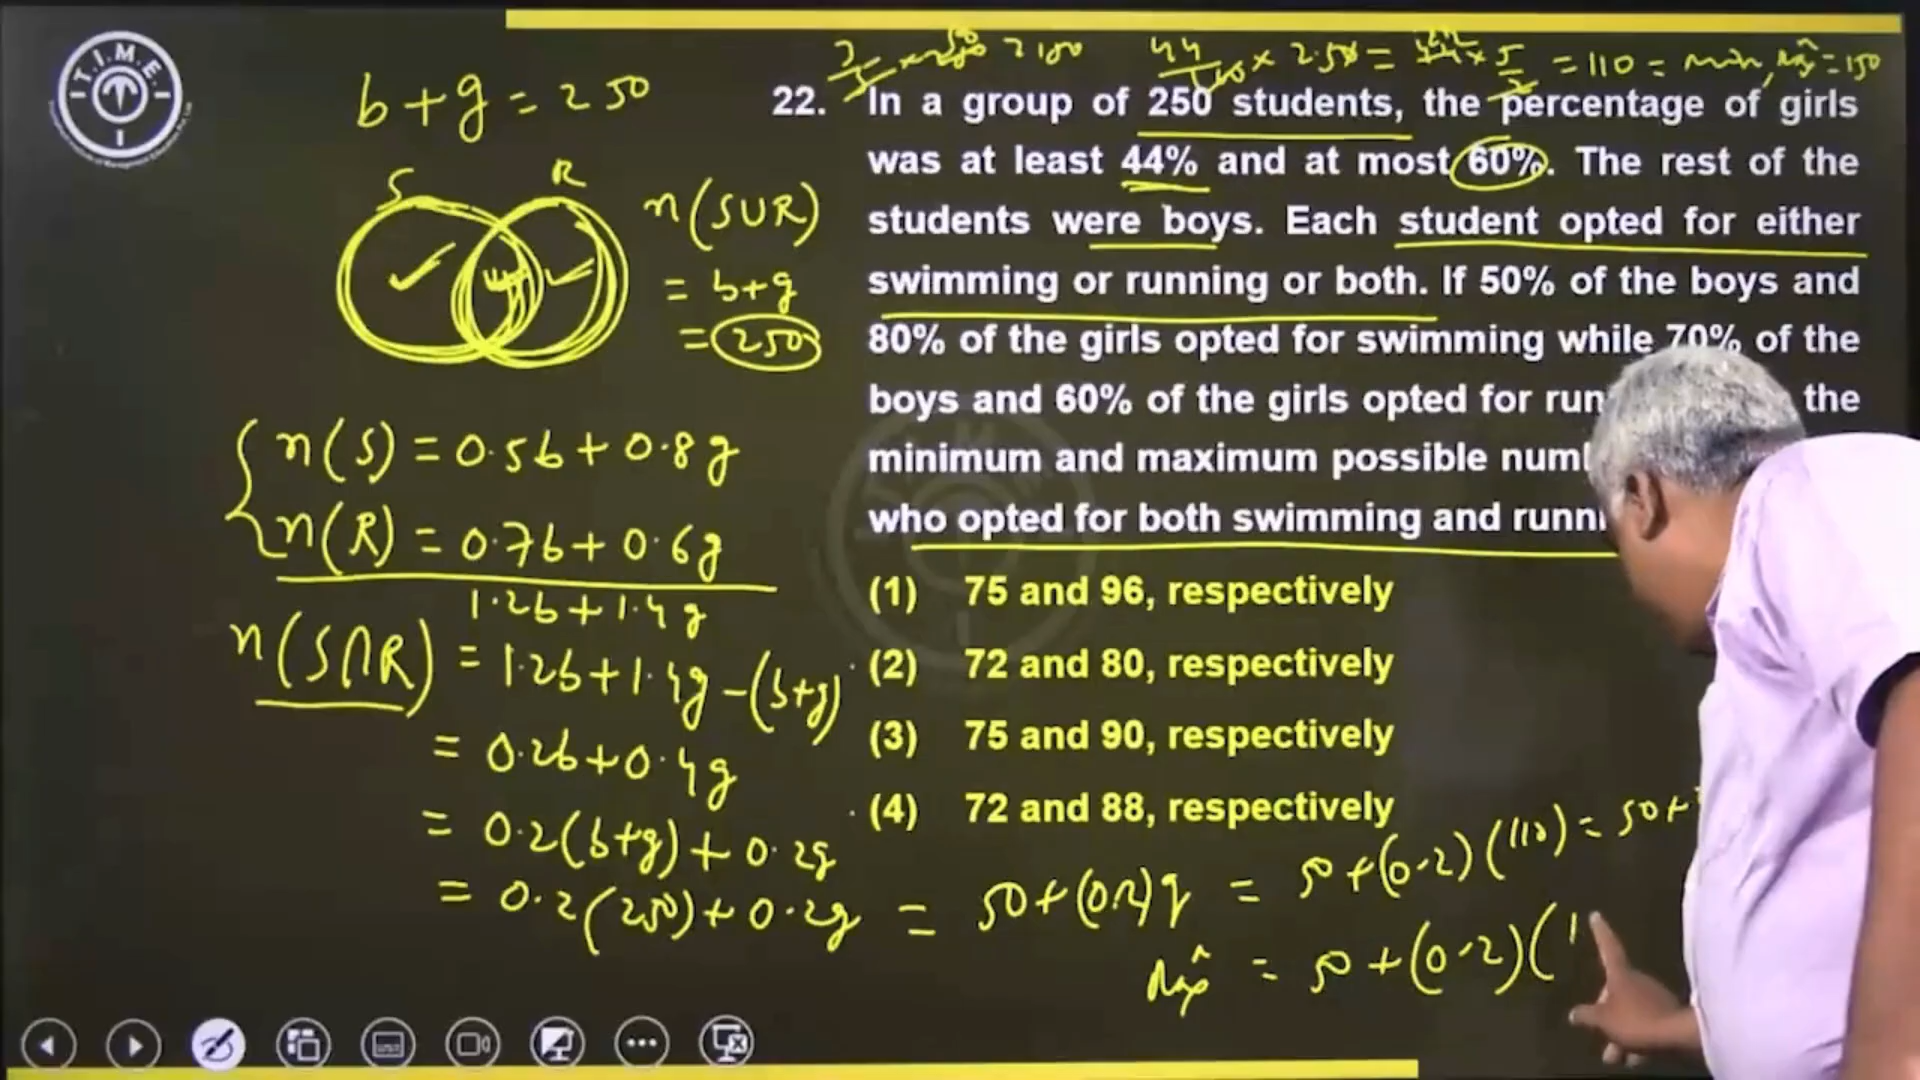 T.I.M.E.
b + g = 250
S R
n(S∪R)
= b+g
= 250
44/100 × 250 = × 5/2 = 110 = min, = 150
22. In a group of 250 students, the percentage of girls
was at least 44% and at most 60%. The rest of the
students were boys. Each student opted for either
swimming or running or both. If 50% of the boys and
80% of the girls opted for swimming while 70% of the
boys and 60% of the girls opted for run the
minimum and maximum possible
who opted for both swimming and
(1) 75 and 96, respectively
(2) 72 and 80, respectively
(3) 75 and 90, respectively
(4) 72 and 88, respectively
n(S) = 0.5b + 0.8g
n(R) = 0.7b + 0.6g
1.2b + 1.4g
n(S∩R) = 1.2b + 1.4g - (b+g)
= 0.2b + 0.4g
= 0.2(b+g) + 0.2g
= 0.2(250) + 0.2g = 50 + (0.2)g = 50 + (0.2)(110) = 50 +
= 50 + (0.2)(1